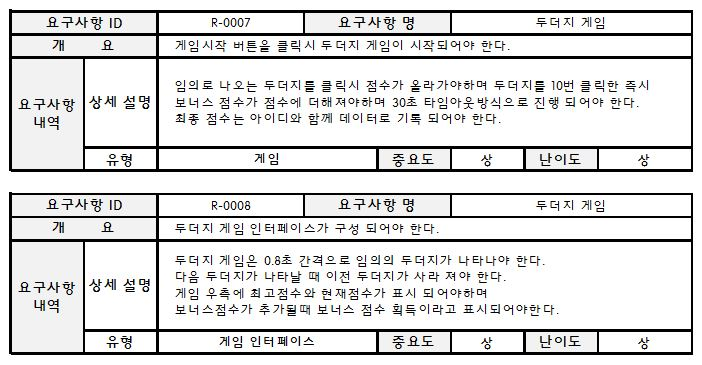 요구사항 ID R-0007 요구사항 명 두더지 게임
개 요 게임시작 버튼을 클릭시 두더지 게임이 시작되어야 한다.
요구사항 내역 상세 설명
임의로 나오는 두더지를 클릭시 점수가 올라가야하며 두더지를 10번 클릭한 즉시
보너스 점수가 점수에 더해져야하며 30초 타임아웃방식으로 진행 되어야 한다.
최종 점수는 아이디와 함께 데이터로 기록 되어야 한다.
유형 게임 중요도 상 난이도 상
요구사항 ID R-0008 요구사항 명 두더지 게임
개 요 두더지 게임 인터페이스가 구성 되어야 한다.
요구사항 내역 상세 설명
두더지 게임은 0.8초 간격으로 임의의 두더지가 나타나야 한다.
다음 두더지가 나타날 때 이전 두더지가 사라 져야 한다.
게임 우측에 최고점수와 현재점수가 표시 되어야하며
보너스점수가 추가될때 보너스 점수 획득이라고 표시되어야한다.
유형 게임 인터페이스 중요도 상 난이도 상